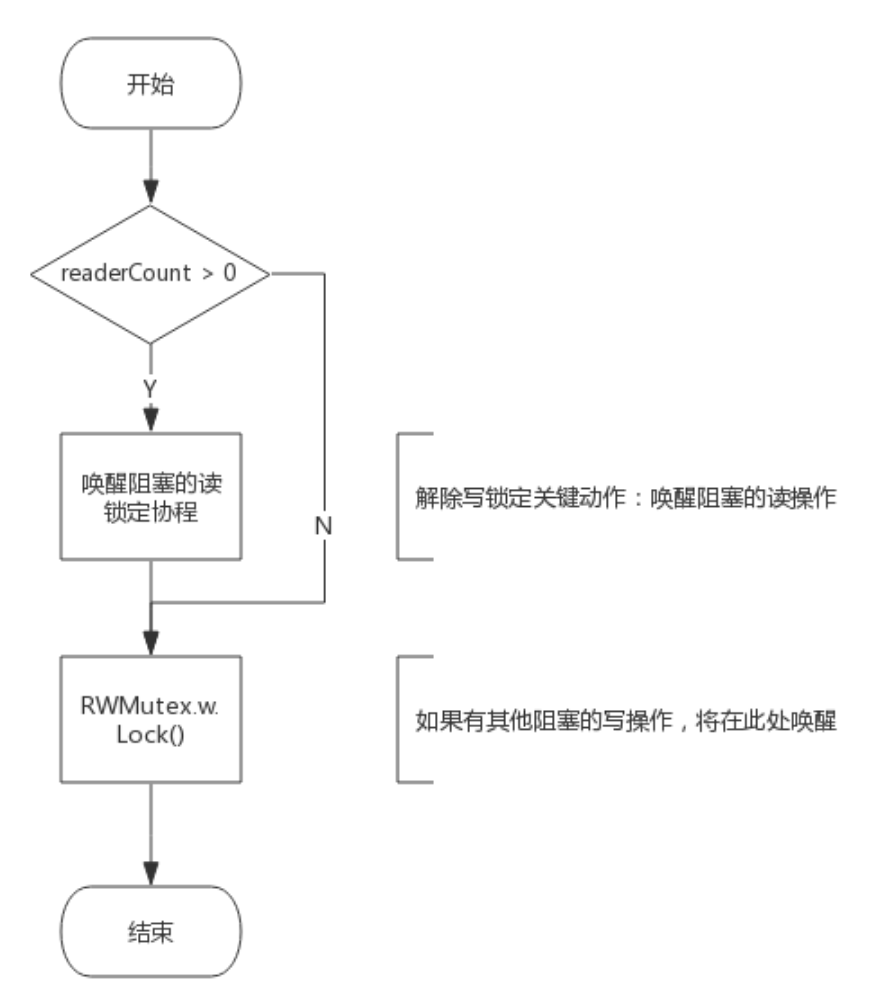 开始
readerCount > 0
Y
唤醒阻塞的读
锁定协程
解除写锁定关键动作：唤醒阻塞的读操作
N
RWMutex.w.
Lock()
如果有其他阻塞的写操作，将在此处唤醒
结束